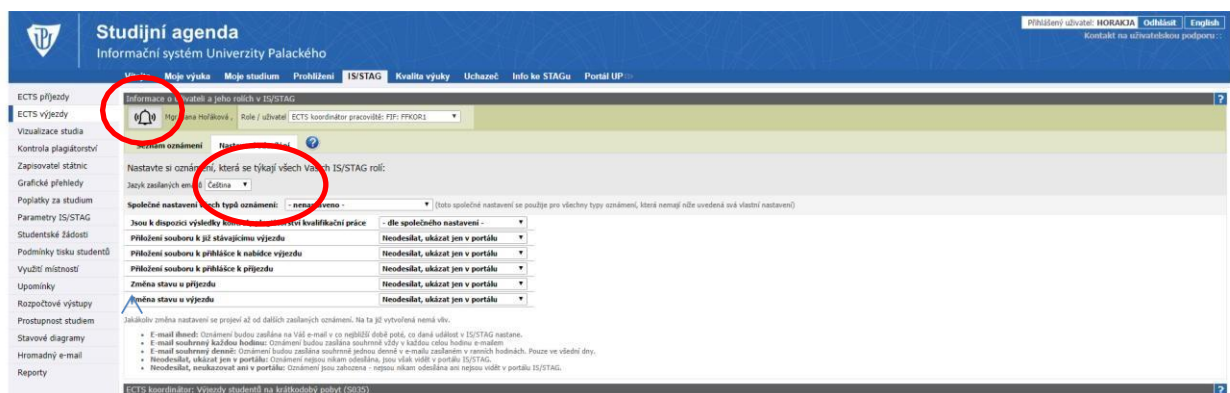 Přihlášený uživatel: HORAKJA Odhlásit English
Kontakt na uživatelskou podporu
Studijní agenda
Informační systém Univerzity Palackého
Moje výuka Moje studium Prohlížení IS/STAG Kvalita výuky Uchazeč Info ke STAGu Portál UP
ECTS příjezdy
ECTS výjezdy
Vizualizace studia
Kontrola plagiátorství
Zapisovatel státnic
Grafické přehledy
Poplatky za studium
Parametry IS/STAG
Studentské žádosti
Podmínky tisku studentů
Využití místností
Upomínky
Rozpočtové výstupy
Prostupnost studiem
Stavové diagramy
Hromadný e-mail
Reporty
Informace o uživateli a jeho rolích v IS/STAG ?
Mgr. Jana Hořáková , Role / uživatel ECTS koordinátor pracoviště: FIF: FFKOR1
Seznam oznámení ?
Nastavte si oznámení, která se týkají všech Vašich IS/STAG rolí:
Jazyk zasílaných emailů Čeština
Společné nastavení všech typů oznámení: - nenastaveno - (toto společné nastavení se použije pro všechny typy oznámení, která nemají níže uvedená svá vlastní nastavení)
Jsou k dispozici výsledky kvalifikační práce - dle společného nastavení -
Přiložení souboru k již stávajícímu výjezdu Neodesílat, ukázat jen v portálu
Přiložení souboru k přihlášce k nabídce výjezdu Neodesílat, ukázat jen v portálu
Přiložení souboru k přihlášce k příjezdu Neodesílat, ukázat jen v portálu
Změna stavu u příjezdu Neodesílat, ukázat jen v portálu
Změna stavu u výjezdu Neodesílat, ukázat jen v portálu
Jakákoliv změna nastavení se projeví až od dalších zasílaných oznámení. Na ta již vytvořená nemá vliv.
E-mail ihned: Oznámení budou zasílána na Váš e-mail v co nejbližší době poté, co daná událost v IS/STAG nastane.
E-mail souhrnný každou hodinu: Oznámení budou zasílána souhrnně vždy v každou celou hodinu e-mailem
E-mail souhrnný denně: Oznámení budou zasílána souhrnně jednou denně v e-mailu zasílaném v ranních hodinách. Pouze ve všední dny.
Neodesílat, ukázat jen v portálu: Oznámení nejsou nikam odesílána, jsou však vidět v portálu IS/STAG.
Neodesílat, neukazovat ani v portálu: Oznámení jsou zahozena - nejsou nikam odesílána ani nejsou vidět v portálu IS/STAG.
ECTS koordinátor: Výjezdy studentů na krátkodobý pobyt (S035) ?